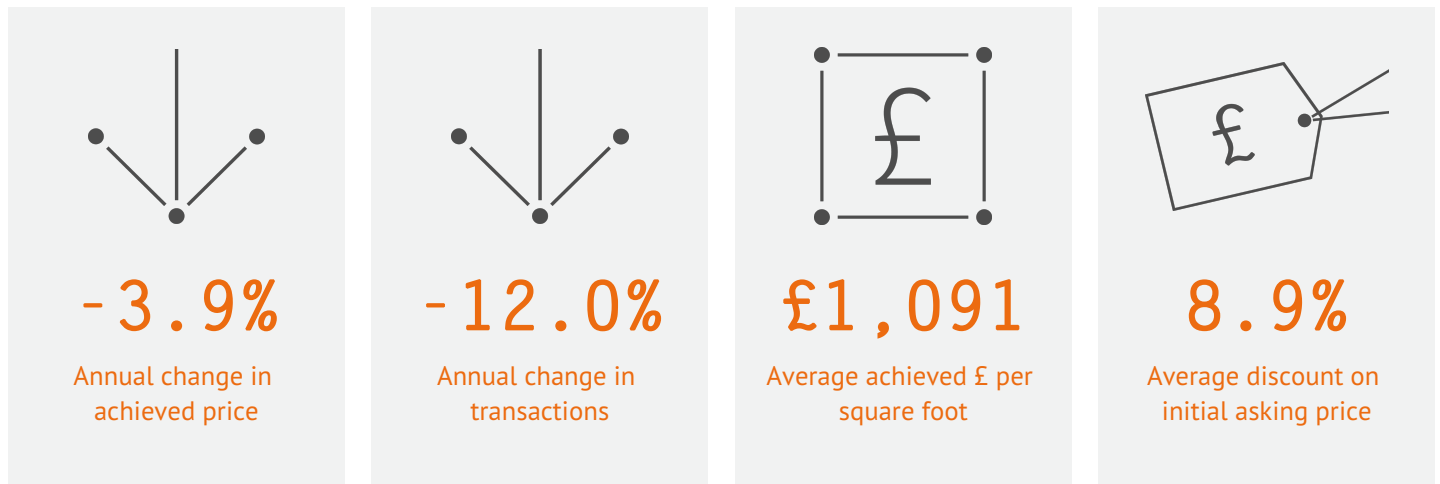 £
£
-3.9%
Annual change in
achieved price
-12.0%
Annual change in
transactions
£1,091
Average achieved £ per
square foot
8.9%
Average discount on
initial asking price